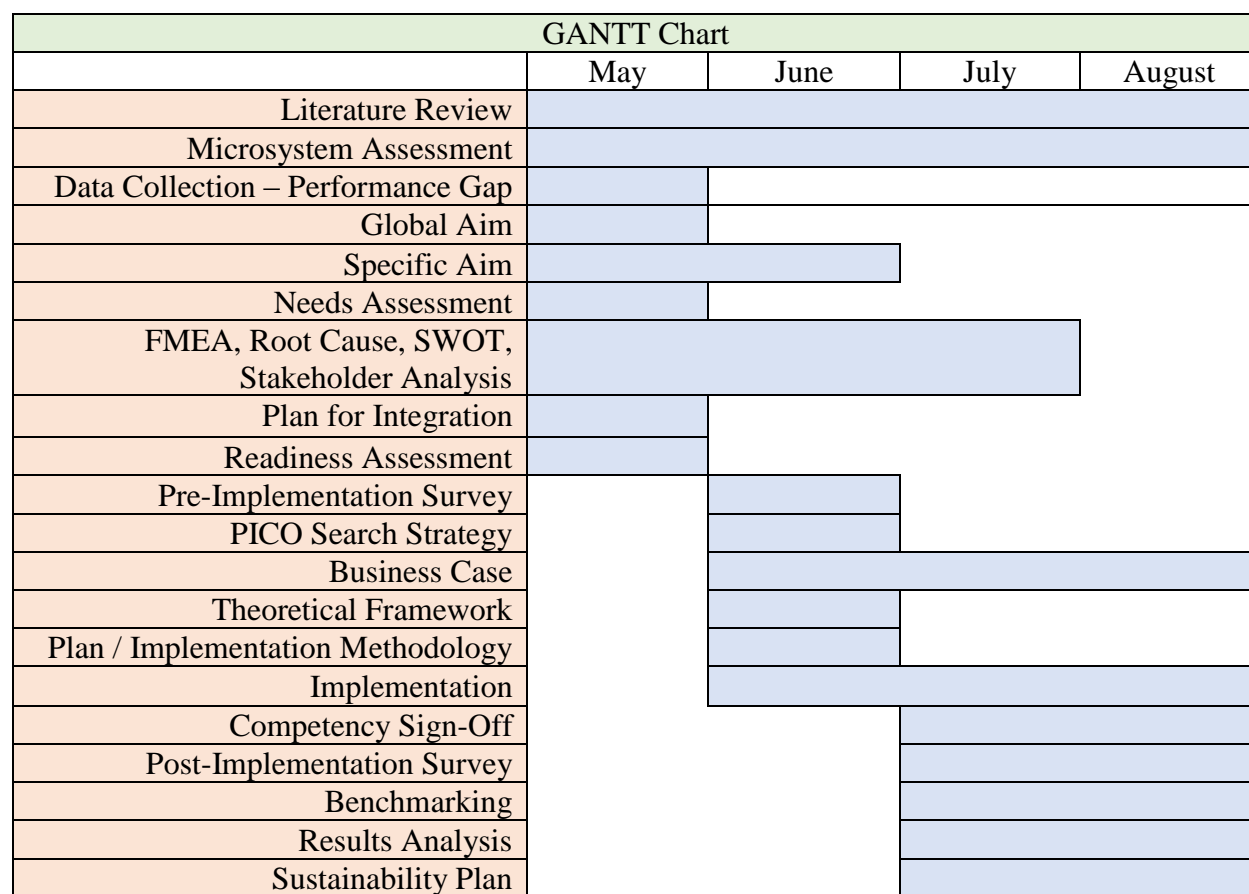 GANTT Chart
May June July August
Literature Review
Microsystem Assessment
Data Collection – Performance Gap
Global Aim
Specific Aim
Needs Assessment
FMEA, Root Cause, SWOT,
Stakeholder Analysis
Plan for Integration
Readiness Assessment
Pre-Implementation Survey
PICO Search Strategy
Business Case
Theoretical Framework
Plan / Implementation Methodology
Implementation
Competency Sign-Off
Post-Implementation Survey
Benchmarking
Results Analysis
Sustainability Plan